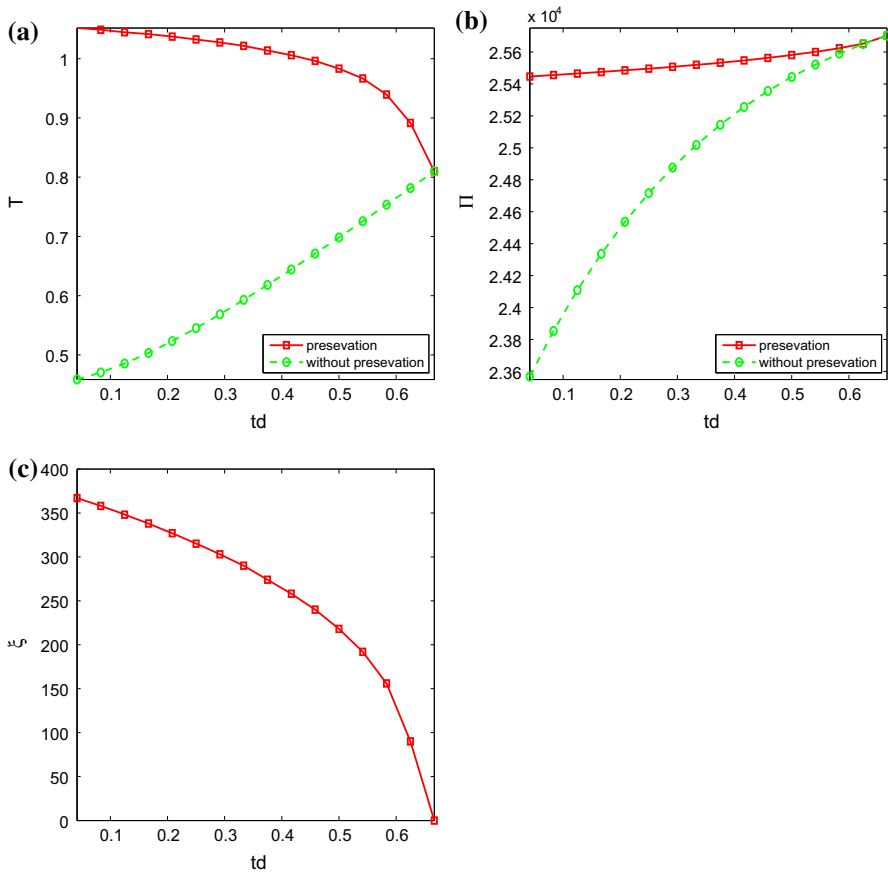 (a)
1
0.9
0.8
0.7
0.6
0.5
T
0.1 0.2 0.3 0.4 0.5 0.6
td
presevation
without presevation
(b)
x 10⁴
2.56
2.54
2.52
2.5
2.48
2.46
2.44
2.42
2.4
2.38
2.36
Π
0.1 0.2 0.3 0.4 0.5 0.6
td
presevation
without presevation
(c)
400
350
300
250
200
150
100
50
0
ξ
0.1 0.2 0.3 0.4 0.5 0.6
td